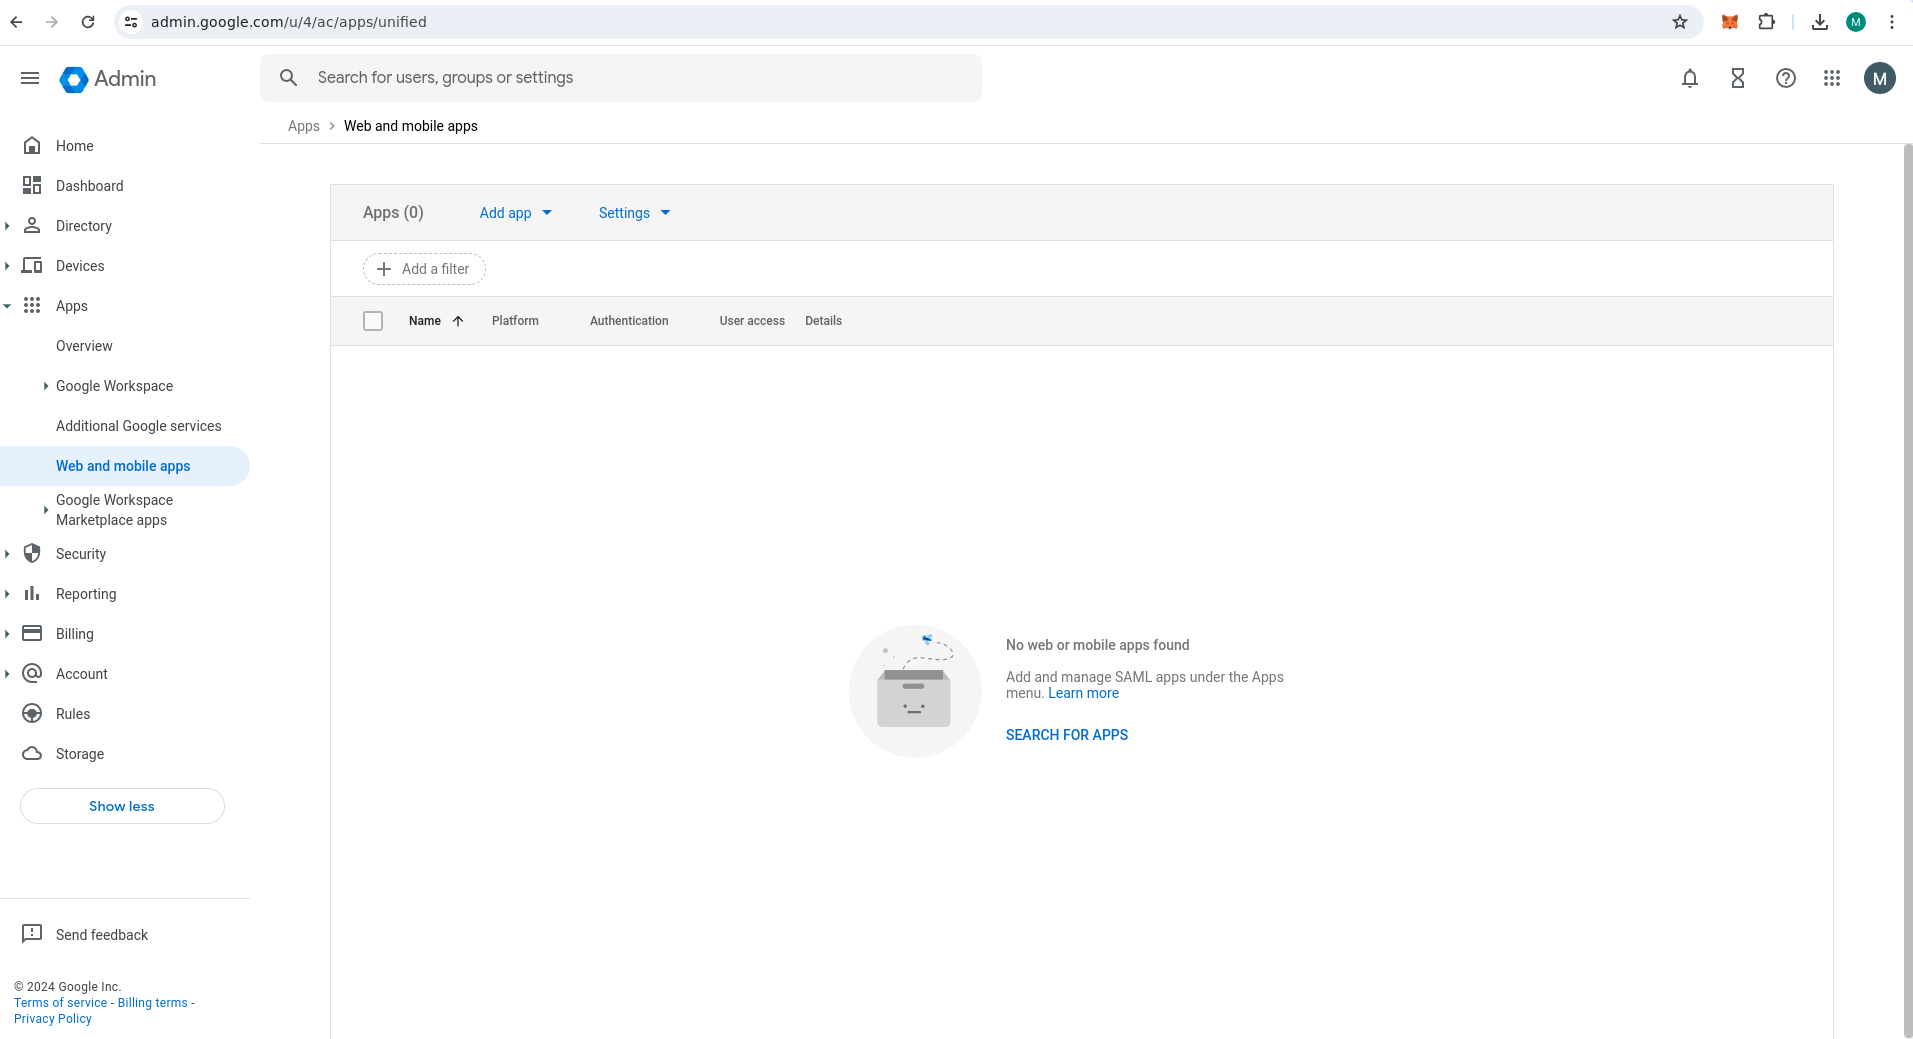 admin.google.com/u/4/ac/apps/unified
M
Admin
Search for users, groups or settings
M
Apps
Web and mobile apps
Home
Dashboard
Directory
Devices
Apps
Overview
Google Workspace
Additional Google services
Web and mobile apps
Google Workspace
Marketplace apps
Security
Reporting
Billing
Account
Rules
Storage
Show less
Send feedback
© 2024 Google Inc.
Terms of service - Billing terms -
Privacy Policy
Apps (0)
Add app
Settings
Add a filter
Name
Platform
Authentication
User access
Details
No web or mobile apps found
Add and manage SAML apps under the Apps
menu. Learn more
SEARCH FOR APPS